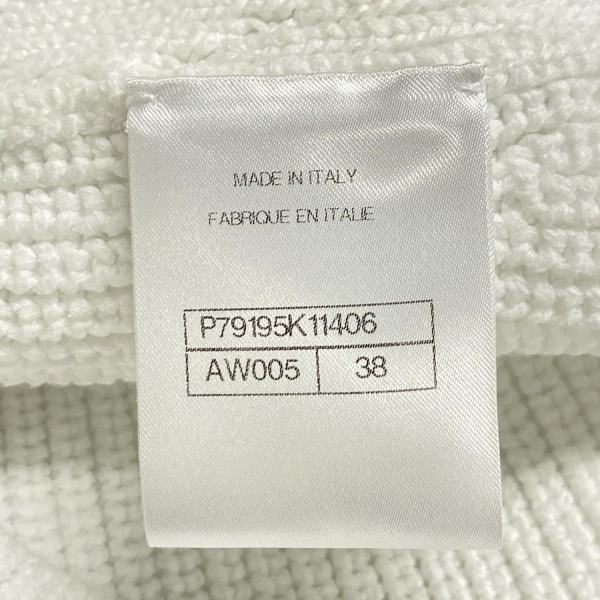 MADE IN ITALY
FABRIQUE EN ITALIE
P79195K11406
AW005 38